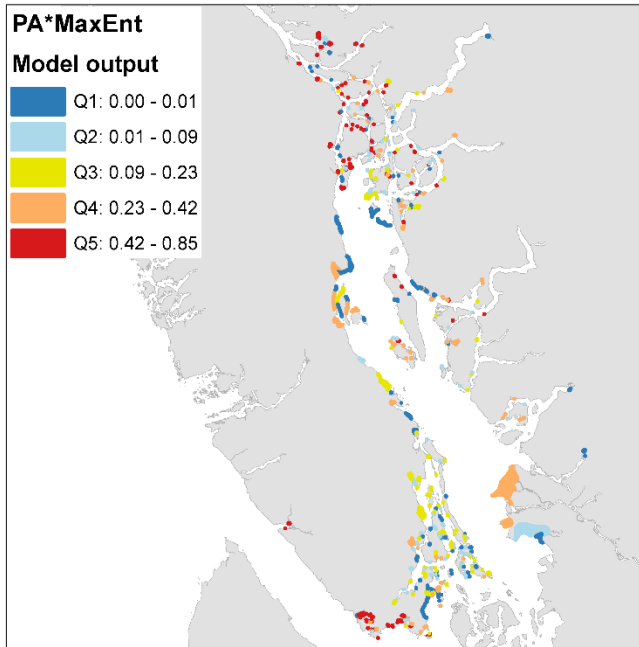 PA*MaxEnt
Model output
Q1: 0.00 - 0.01
Q2: 0.01 - 0.09
Q3: 0.09 - 0.23
Q4: 0.23 - 0.42
Q5: 0.42 - 0.85